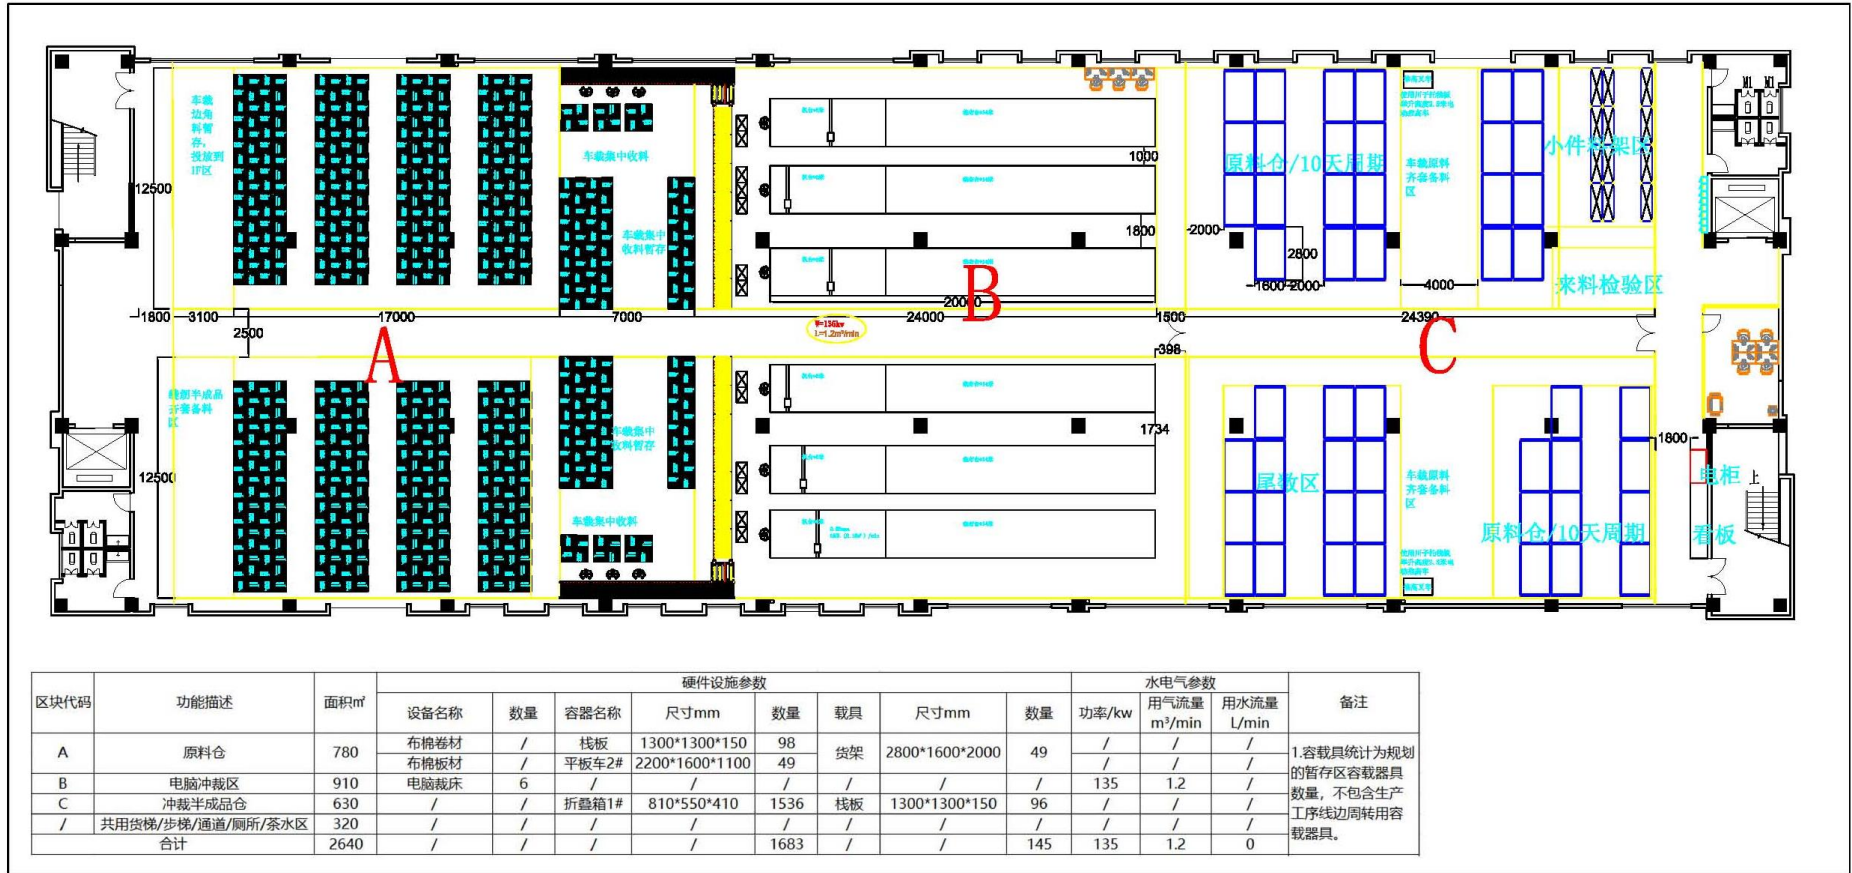 车裁
边角
料暂
存，
投放到
1F区
车裁集中收料
车裁集中
收料暂存
原料仓/10天周期
车裁原料
齐套备料
区
小件料架区
来料检验区
M1
M1
12500
1000
1800
2000
2800
1600
2000
4000
20000
1800
3100
17000
7000
24000
1500
24390
2500
A
B
C
W=135kw
L=1.2m³/min
398
1734
12500
1800
齐套备料
区
车裁集中
收料暂存
车裁集中收料
尾数区
车裁原料
齐套备料
区
原料仓/10天周期
电柜
上
看板
区块代码
功能描述
面积㎡
硬件设施参数
水电气参数
备注
设备名称
数量
容器名称
尺寸mm
数量
载具
尺寸mm
数量
功率/kw
用气流量
m³/min
用水流量
L/min
A
原料仓
780
布棉卷材 / 栈板 1300*1300*150 98
货架 2800*1600*2000 49
/ / /
布棉板材 / 平板车2# 2200*1600*1100 49
/ / /
B 电脑冲裁区 910 电脑裁床 6 / / / / / / 135 1.2 /
C 冲裁半成品仓 630 / / 折叠箱1# 810*550*410 1536 栈板 1300*1300*150 96 / / /
/ 共用货梯/步梯/通道/厕所/茶水区 320 / / / / / / / / / / /
合计 2640 / / / / 1683 / / 145 135 1.2 0
1.容载具统计为规划
的暂存区容载器具
数量，不包含生产
工序线边周转用容
载器具。